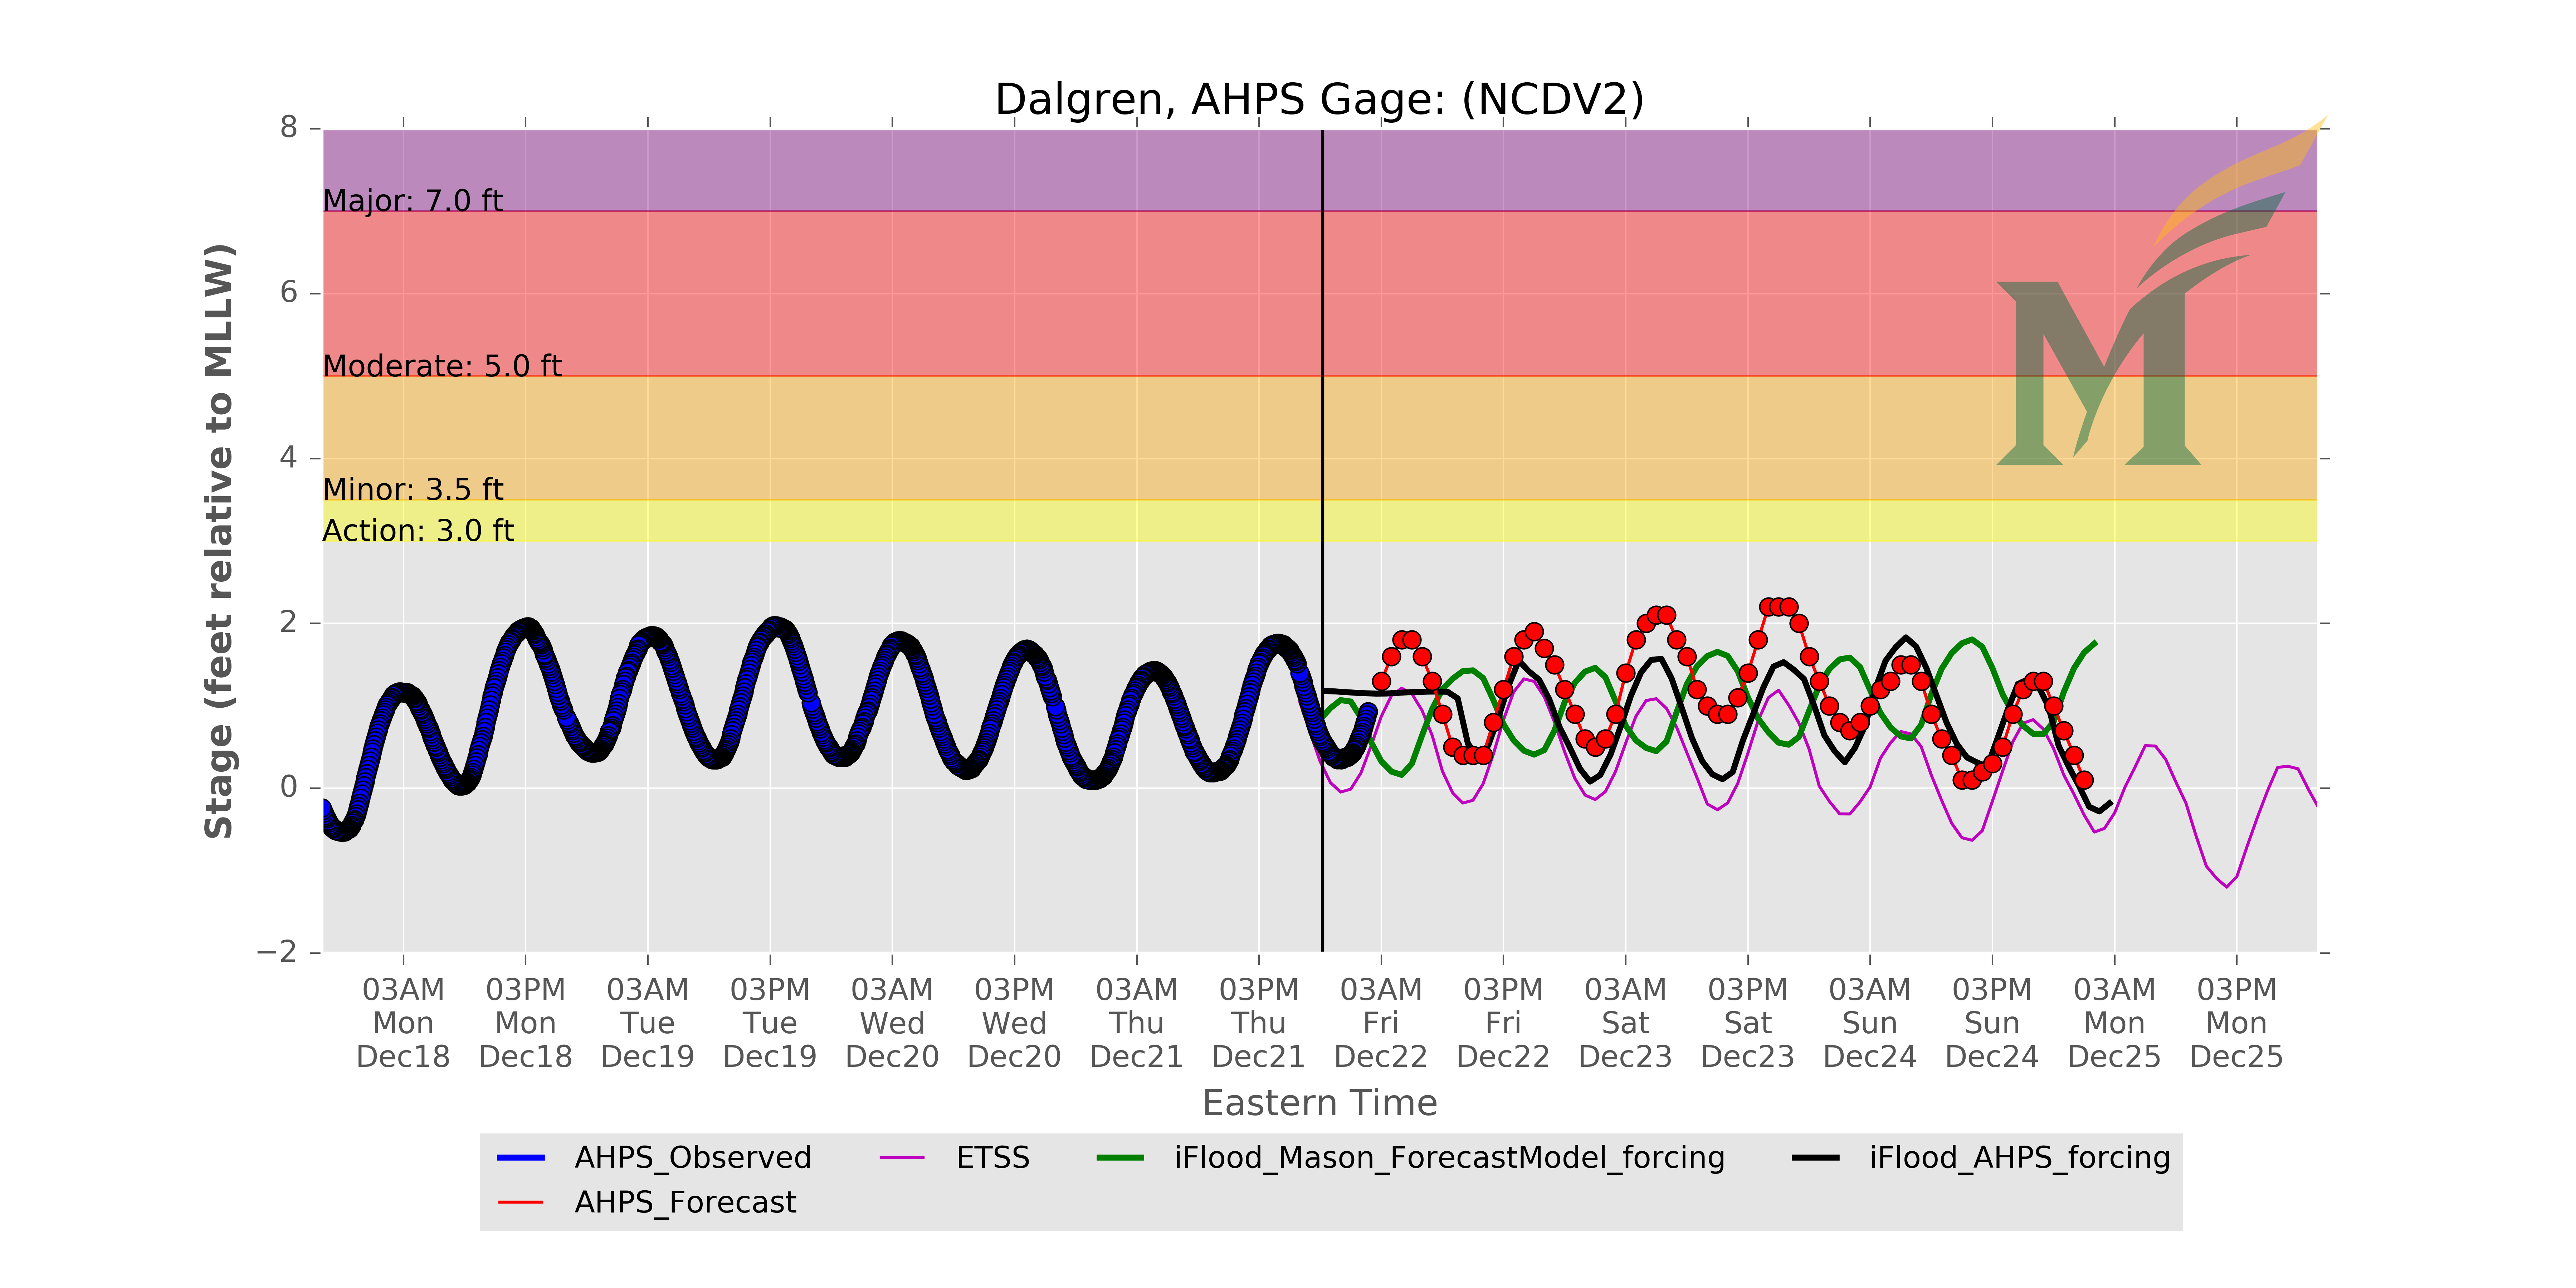 Dalgren, AHPS Gage: (NCDV2)
8
Major: 7.0 ft
6
Moderate: 5.0 ft
4
Minor: 3.5 ft
Action: 3.0 ft
2
0
−2
Stage (feet relative to MLLW)
03AM 03PM 03AM 03PM 03AM 03PM 03AM 03PM 03AM 03PM 03AM 03PM 03AM 03PM 03AM 03PM
Mon Mon Tue Tue Wed Wed Thu Thu Fri Fri Sat Sat Sun Sun Mon Mon
Dec18 Dec18 Dec19 Dec19 Dec20 Dec20 Dec21 Dec21 Dec22 Dec22 Dec23 Dec23 Dec24 Dec24 Dec25 Dec25
Eastern Time
AHPS_Observed ETSS iFlood_Mason_ForecastModel_forcing iFlood_AHPS_forcing
AHPS_Forecast
M